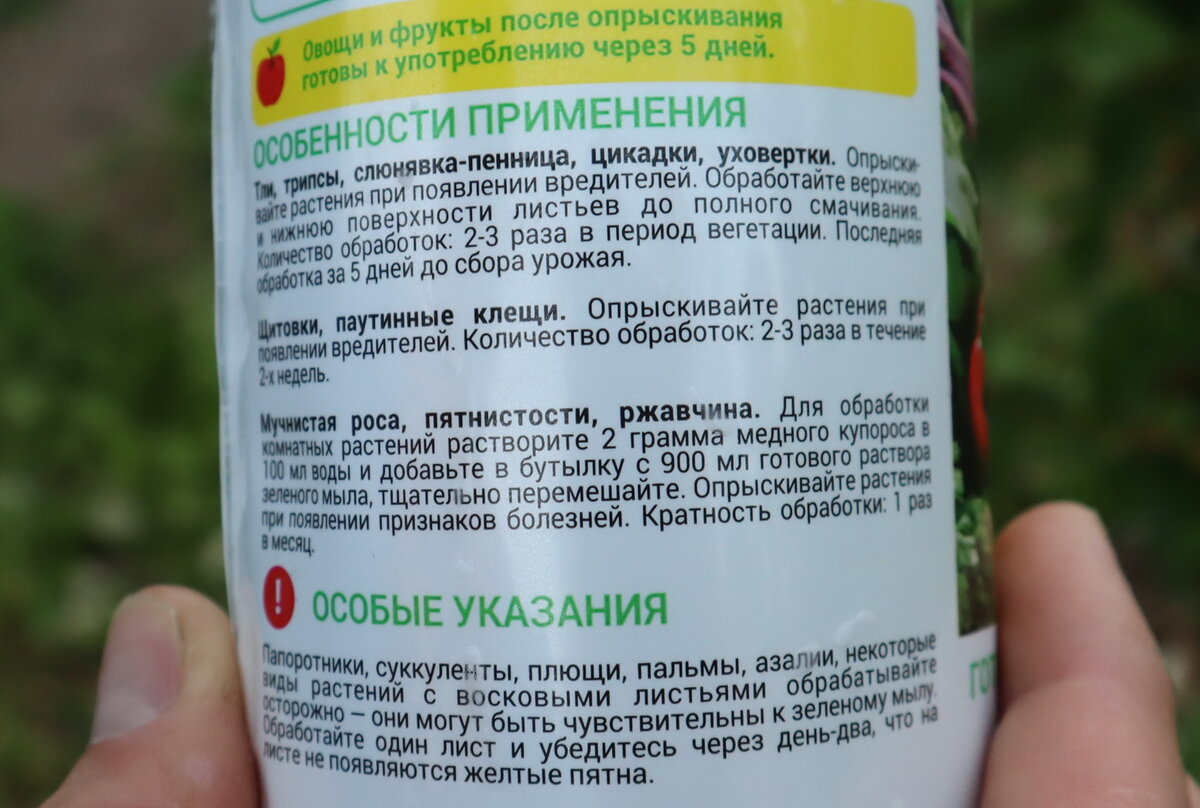 Овощи и фрукты после опрыскивания
готовы к употреблению через 5 дней.
ОСОБЕННОСТИ ПРИМЕНЕНИЯ
Тли, трипсы, слюнявка-пенница, цикадки, уховертки. Опрыски-
вайте растения при появлении вредителей. Обработайте верхнюю
и нижнюю поверхности листьев до полного смачивания.
Количество обработок: 2-3 раза в период вегетации. Последняя
обработка за 5 дней до сбора урожая.
Щитовки, паутинные клещи. Опрыскивайте растения при
появлении вредителей. Количество обработок: 2-3 раза в течение
2-х недель.
Мучнистая роса, пятнистости, ржавчина. Для обработки
комнатных растений растворите 2 грамма медного купороса в
100 мл воды и добавьте в бутылку с 900 мл готового раствора
зеленого мыла, тщательно перемешайте. Опрыскивайте растения
при появлении признаков болезней. Кратность обработки: 1 раз
в месяц.
! ОСОБЫЕ УКАЗАНИЯ
Папоротники, суккуленты, плющи, пальмы, азалии, некоторые
виды растений с восковыми листьями обрабатывайте
осторожно – они могут быть чувствительны к зеленому мылу.
Обработайте один лист и убедитесь через день-два, что на
листе не появляются желтые пятна.